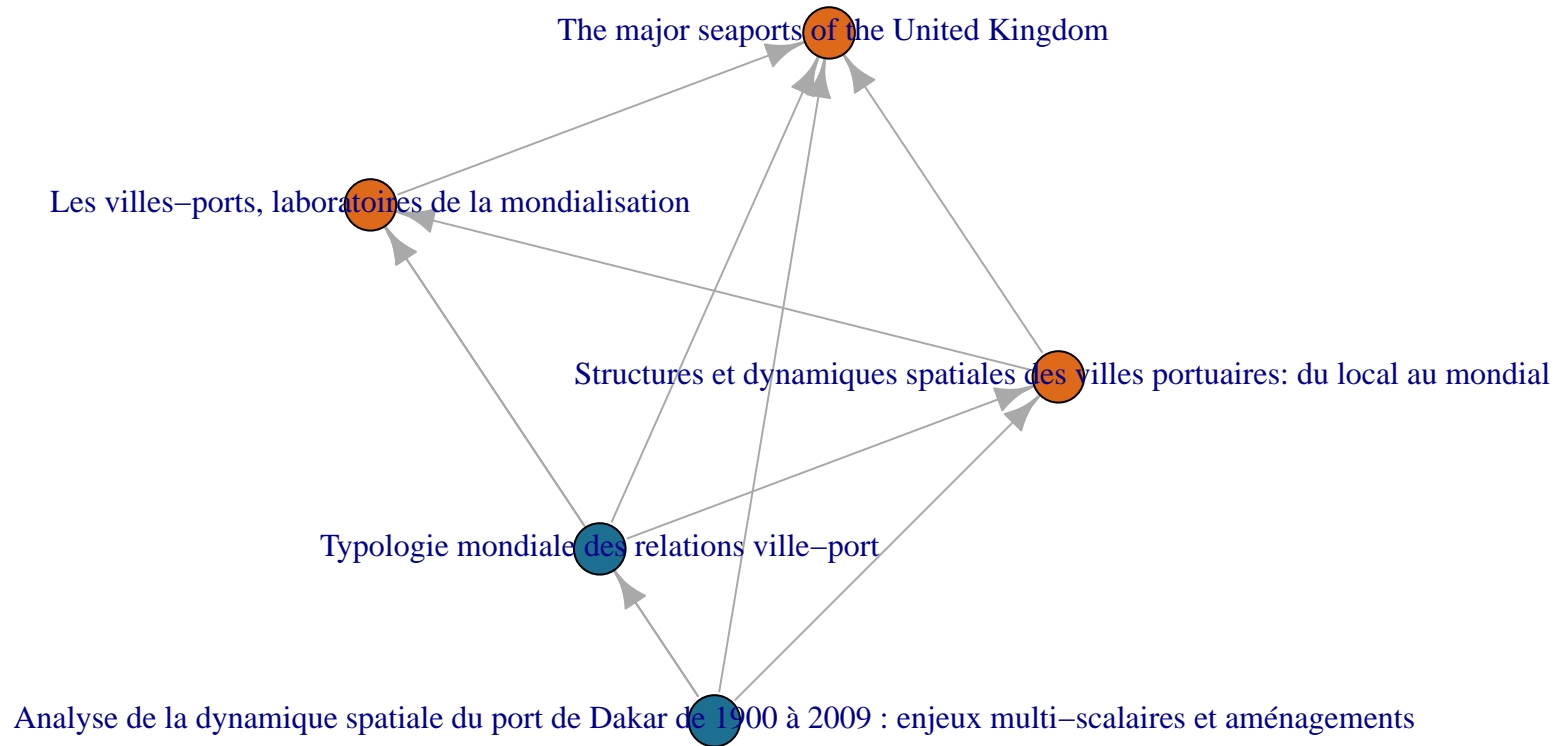 The major seaports of the United Kingdom
Les villes−ports, laboratoires de la mondialisation
Structures et dynamiques spatiales des villes portuaires: du local au mondial
Typologie mondiale des relations ville−port
Analyse de la dynamique spatiale du port de Dakar de 1900 à 2009 : enjeux multi−scalaires et aménagements